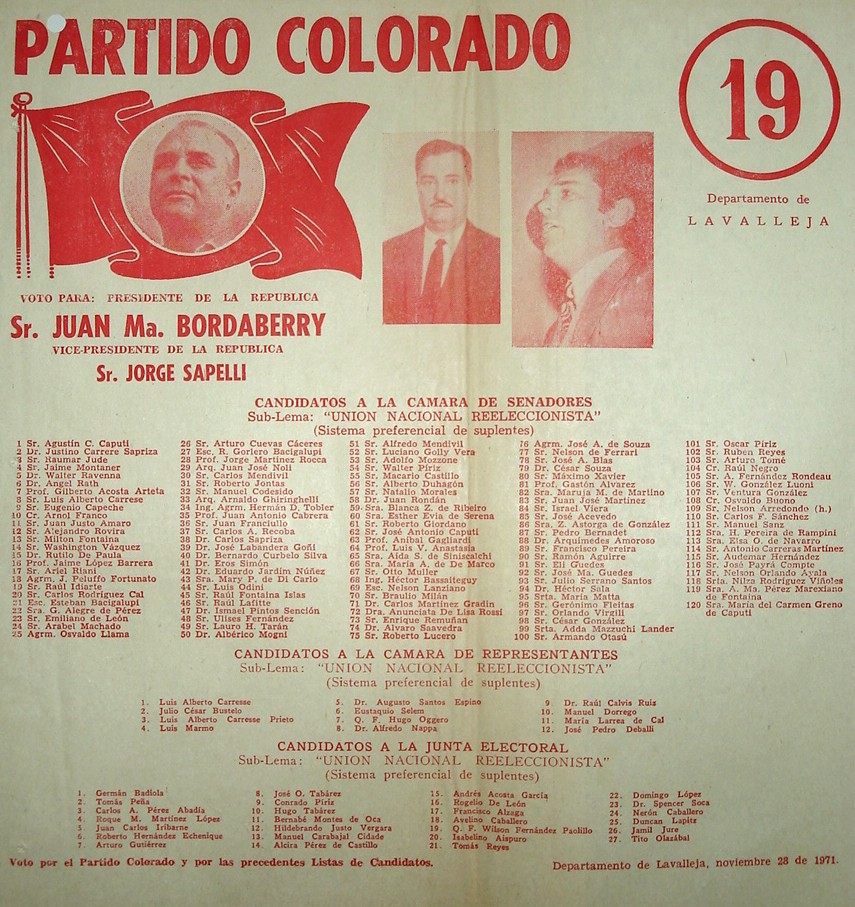 PARTIDO COLORADO
19
Departamento de
LAVALLEJA
VOTO PARA: PRESIDENTE DE LA REPUBLICA
Sr. JUAN Ma. BORDABERRY
VICE-PRESIDENTE DE LA REPUBLICA
Sr. JORGE SAPELLI
CANDIDATOS A LA CAMARA DE SENADORES
Sub-Lema: "UNION NACIONAL REELECCIONISTA"
(Sistema preferencial de suplentes)
1 Sr. Agustín C. Caputi
2 Dr. Justino Carrere Sapriza
3 Sr. Raumar Jude
4 Sr. Jaime Montaner
5 Dr. Walter Ravenna
6 Dr. Angel Rath
7 Prof. Gilberto Acosta Arteta
8 Sr. Luis Alberto Carrese
9 Sr. Eugenio Capeche
10 Cr. Arnol Franco
11 Sr. Juan Justo Amaro
12 Sr. Alejandro Rovira
13 Sr. Milton Fontaina
14 Sr. Washington Vázquez
15 Dr. Rutilo De Paula
16 Prof. Jaime López Barrera
17 Sr. Ariel Riani
18 Agrm. J. Peluffo Fortunato
19 Sr. Raúl Idiarte
20 Sr. Carlos Rodríguez Cal
21 Esc. Esteban Bacigalupi
22 Sra. G. Alegre de Pérez
23 Sr. Emiliano de León
24 Sr. Arabel Machado
25 Agrm. Osvaldo Llama
26 Sr. Arturo Cuevas Cáceres
27 Esc. R. Gorlero Bacigalupi
28 Prof. Jorge Martínez Rocca
29 Arq. Juan José Noli
30 Sr. Carlos Mendivil
31 Sr. Roberto Jontas
32 Sr. Manuel Codesido
33 Arq. Arnaldo Ghiringhelli
34 Ing. Agrm. Hernán D. Tobler
35 Prof. Juan Antonio Cabrera
36 Sr. Juan Franciullo
37 Sr. Carlos A. Recoba
38 Dr. Carlos Sapriza
39 Dr. José Labandera Goñi
40 Dr. Bernardo Curbelo Silva
41 Dr. Eros Simón
42 Dr. Eduardo Jardim Núñez
43 Sra. Mary P. de Di Carlo
44 Sr. Luis Odini
45 Sr. Raúl Fontaina Islas
46 Sr. Raúl Lafitte
47 Dr. Ismael Pintos Sención
48 Sr. Ulises Fernández
49 Sr. Lauro H. Tarán
50 Dr. Albérico Mogni
51 Sr. Alfredo Mendivil
52 Sr. Luciano Golly Vera
53 Sr. Adolfo Mozzone
54 Sr. Walter Píriz
55 Sr. Macario Castillo
56 Sr. Alberto Duhagón
57 Sr. Natalio Morales
58 Dr. Juan Rondán
59 Sra. Blanca Z. de Ribeiro
60 Sra. Esther Evia de Serena
61 Sr. Roberto Giordano
62 Sr. José Antonio Caputi
63 Prof. Aníbal Gagliardi
64 Prof. Luis V. Anastasia
65 Sra. Aida S. de Siniscalchi
66 Sra. María A. de De Marco
67 Sr. Otto Muller
68 Ing. Héctor Bassaiteguy
69 Esc. Nelson Lanziano
70 Sr. Braulio Milán
71 Dr. Carlos Martínez Gradin
72 Dra. Anunciata De Lisa Rossi
73 Sr. Enrique Remuñan
74 Dr. Alvaro Saavedra
75 Sr. Roberto Lucero
76 Agrm. José A. de Souza
77 Sr. Nelson de Ferrari
78 Sr. José A. Blas
79 Dr. César Souza
80 Sr. Máximo Xavier
81 Prof. Gastón Alvarez
82 Sra. Maruja M. de Martino
83 Sr. Juan José Martínez
84 Sr. Israel Viera
85 Sr. José Acevedo
86 Sra. Z. Astorga de González
87 Sr. Pedro Bernadet
88 Dr. Arquímedes Amoroso
89 Sr. Francisco Pereira
90 Sr. Ramón Aguirre
91 Sr. Eli Guedes
92 Sr. José Ma. Guedes
93 Sr. Julio Serrano Santos
94 Dr. Héctor Sala
95 Srta. María Matta
96 Sr. Gerónimo Fleitas
97 Sr. Orlando Virgili
98 Sr. César González
99 Srta. Adda Mazzuchi Lander
100 Sr. Armando Otasú
101 Sr. Oscar Píriz
102 Sr. Ruben Reyes
103 Sr. Arturo Tomé
104 Cr. Raúl Negro
105 Sr. A. Fernández Rondeau
106 Sr. W. González Luoni
107 Sr. Ventura González
108 Cr. Osvaldo Buono
109 Sr. Nelson Arredondo (h.)
110 Sr. Carlos F. Sánchez
111 Sr. Manuel Sanz
112 Sra. H. Pereira de Rampini
113 Sra. Elsa O. de Navarro
114 Sr. Antonio Carreras Martínez
115 Sr. Audemar Hernández
116 Sr. José Payrá Compte
117 Sr. Nelson Orlando Ayala
118 Srta. Nilza Rodríguez Viñoles
119 Sra. A. Ma. Pérez Marexiano
de Fontaina
120 Sra. María del Carmen Greno
de Caputi
CANDIDATOS A LA CAMARA DE REPRESENTANTES
Sub-Lema: "UNION NACIONAL REELECCIONISTA"
(Sistema preferencial de suplentes)
1. Luis Alberto Carresse
2. Julio César Bustelo
3. Luis Alberto Carresse Prieto
4. Luis Marmo
5. Dr. Augusto Santos Espino
6. Eustaquio Selem
7. Q. F. Hugo Oggero
8. Dr. Alfredo Nappa
9. Dr. Raúl Calvis Ruiz
10. Manuel Dorrego
11. María Larrea de Cal
12. José Pedro Deballi
CANDIDATOS A LA JUNTA ELECTORAL
Sub-Lema: "UNION NACIONAL REELECCIONISTA"
(Sistema preferencial de suplentes)
1. Germán Badiola
2. Tomás Peña
3. Carlos A. Pérez Abadía
4. Roque M. Martínez López
5. Juan Carlos Iribarne
6. Roberto Hernández Echenique
7. Arturo Gutiérrez
8. José O. Tabárez
9. Conrado Píriz
10. Hugo Tabárez
11. Bernabé Montes de Oca
12. Hildebrando Justo Vergara
13. Manuel Carabajal Cidade
14. Alcira Pérez de Castillo
15. Andrés Acosta García
16. Rogelio De León
17. Francisco Alzaga
18. Avelino Caballero
19. Q. F. Wilson Fernández Paolillo
20. Isabelino Aispuro
21. Tomás Reyes
22. Domingo López
23. Dr. Spencer Soca
24. Nerón Caballero
25. Duncan Lapitz
26. Jamil Jure
27. Tito Olazábal
Voto por el Partido Colorado y por las precedentes Listas de Candidatos.
Departamento de Lavalleja, noviembre 28 de 1971.